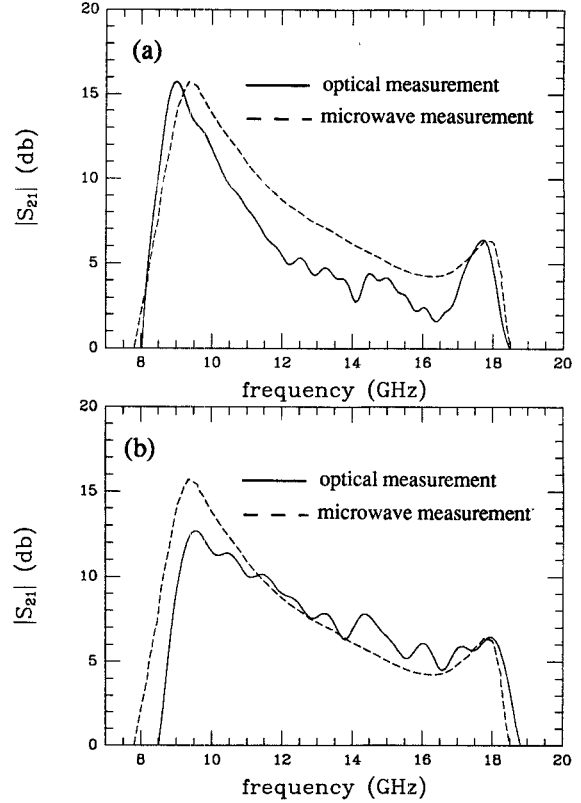 20
(a)
optical measurement
microwave measurement
15
|S21| (db)
10
5
0
8 10 12 14 16 18 20
frequency (GHz)
20
(b)
optical measurement
microwave measurement
15
|S21| (db)
10
5
0
8 10 12 14 16 18 20
frequency (GHz)